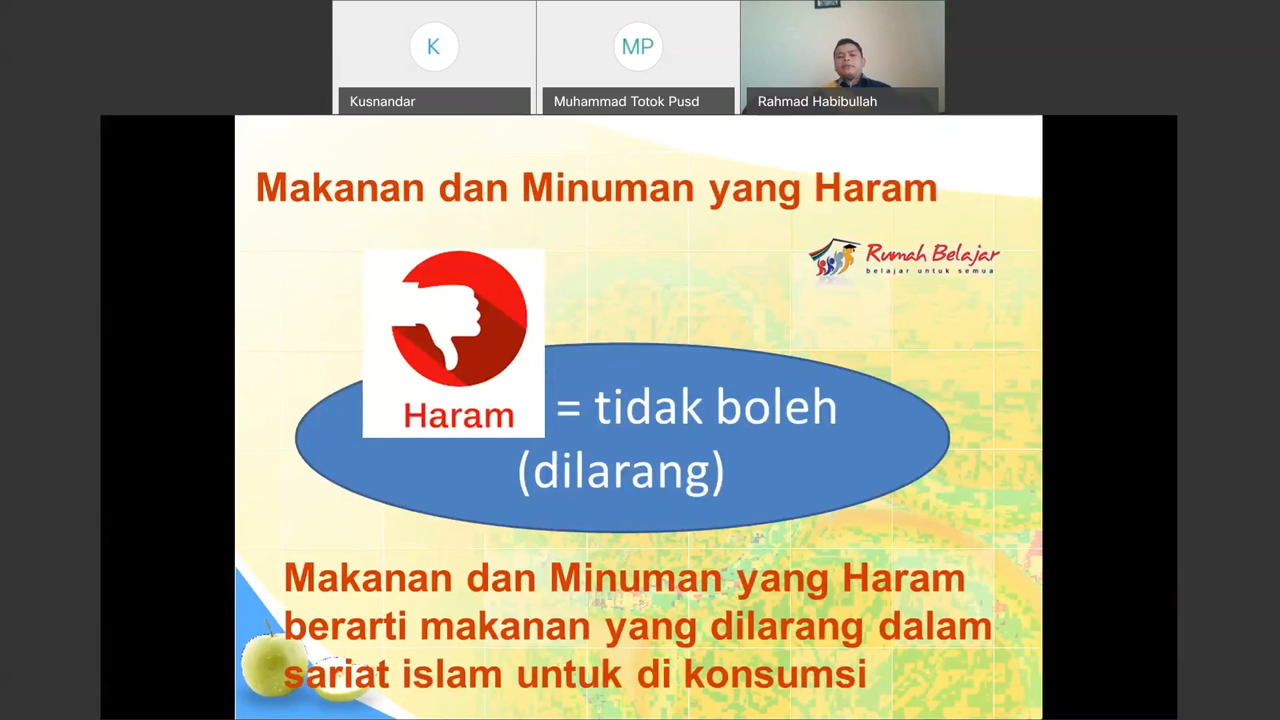 K
MP
Kusnandar
Muhammad Totok Pusd
Rahmad Habibullah
Makanan dan Minuman yang Haram
Rumah Belajar
belajar untuk semua
Haram
= tidak boleh
(dilarang)
Makanan dan Minuman yang Haram
berarti makanan yang dilarang dalam
sariat islam untuk di konsumsi